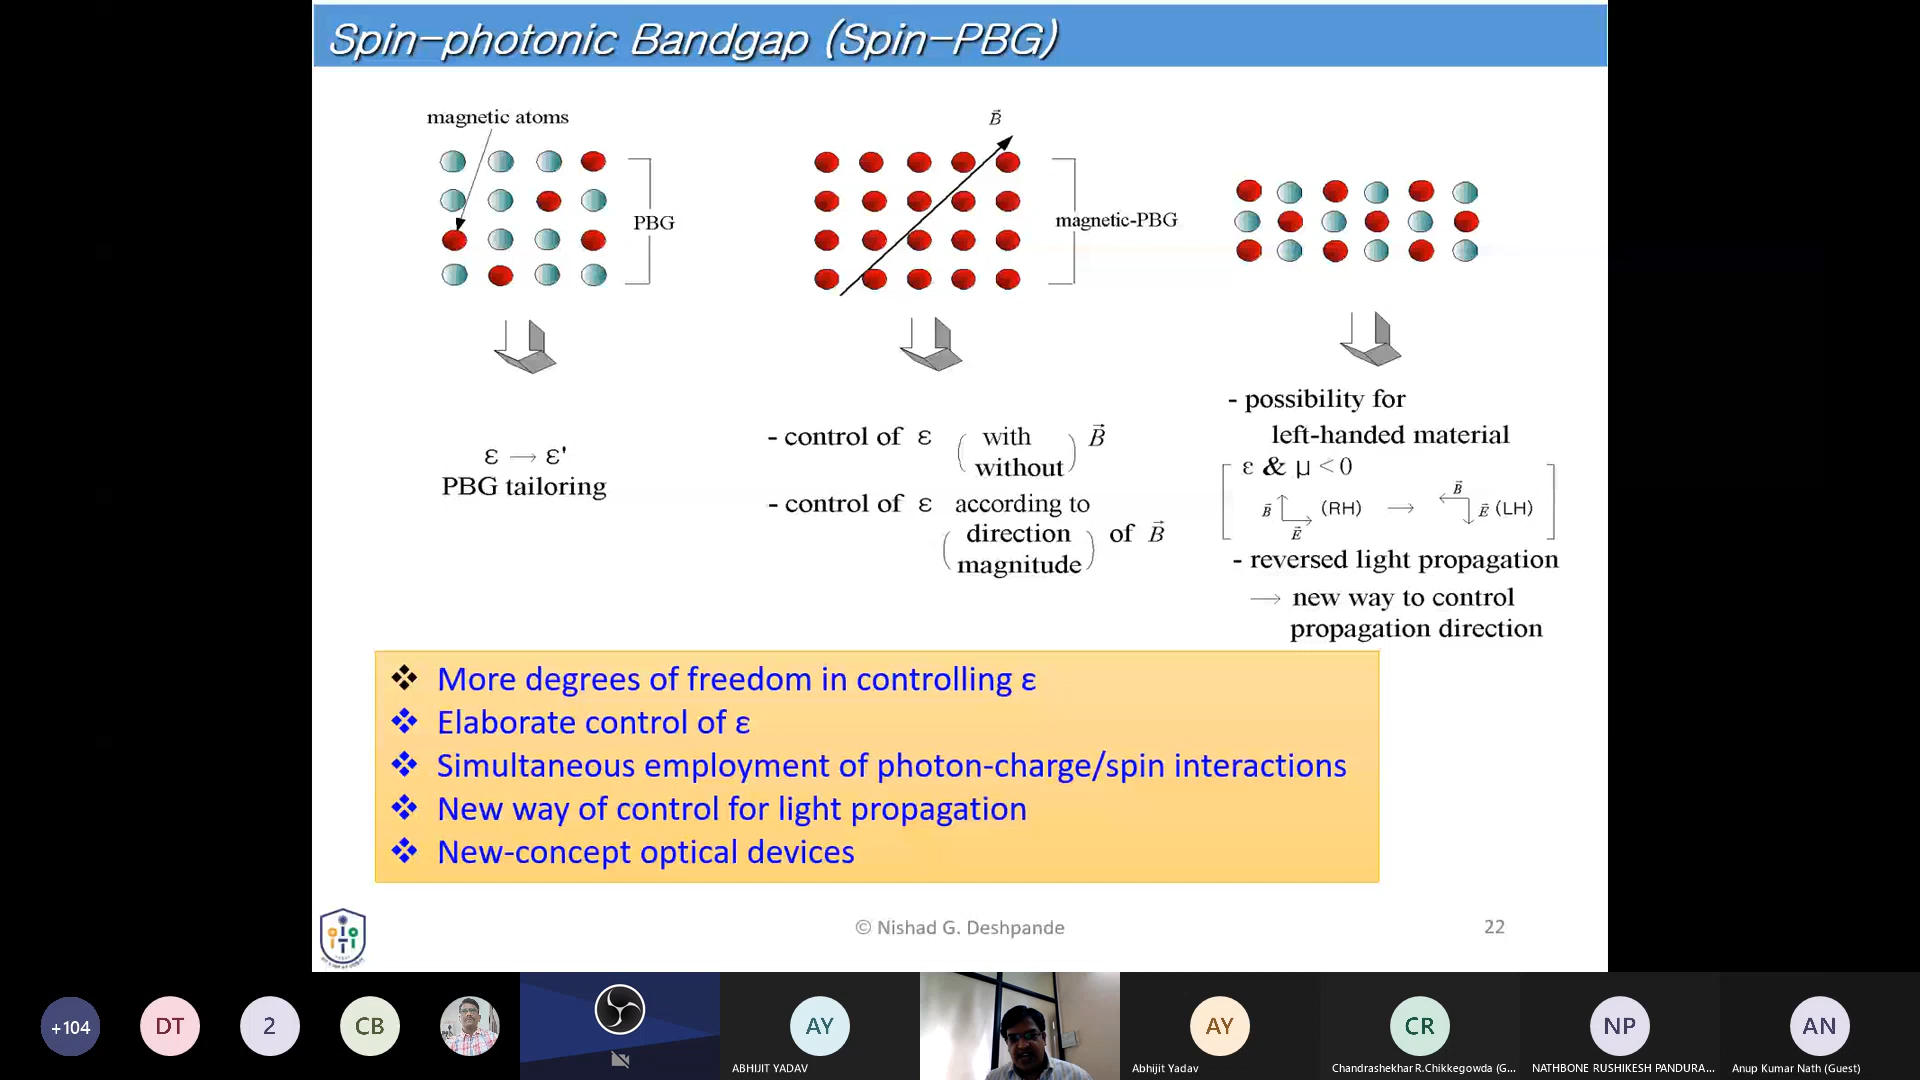 Spin-photonic Bandgap (Spin-PBG)
magnetic atoms
PBG
ε → ε'
PBG tailoring
B⃗
magnetic-PBG
- control of ε (with without) B⃗
- control of ε according to
(direction magnitude) of B⃗
- possibility for
left-handed material
ε & μ < 0
B⃗ E⃗ (RH) → B⃗ E⃗ (LH)
- reversed light propagation
→ new way to control
propagation direction
❖ More degrees of freedom in controlling ε
❖ Elaborate control of ε
❖ Simultaneous employment of photon-charge/spin interactions
❖ New way of control for light propagation
❖ New-concept optical devices
© Nishad G. Deshpande
22
+104
DT
2
CB
AY
ABHIJIT YADAV
AY
Abhijit Yadav
CR
Chandrashekhar R.Chikkegowda (G...
NP
NATHBONE RUSHIKESH PANDURA...
AN
Anup Kumar Nath (Guest)